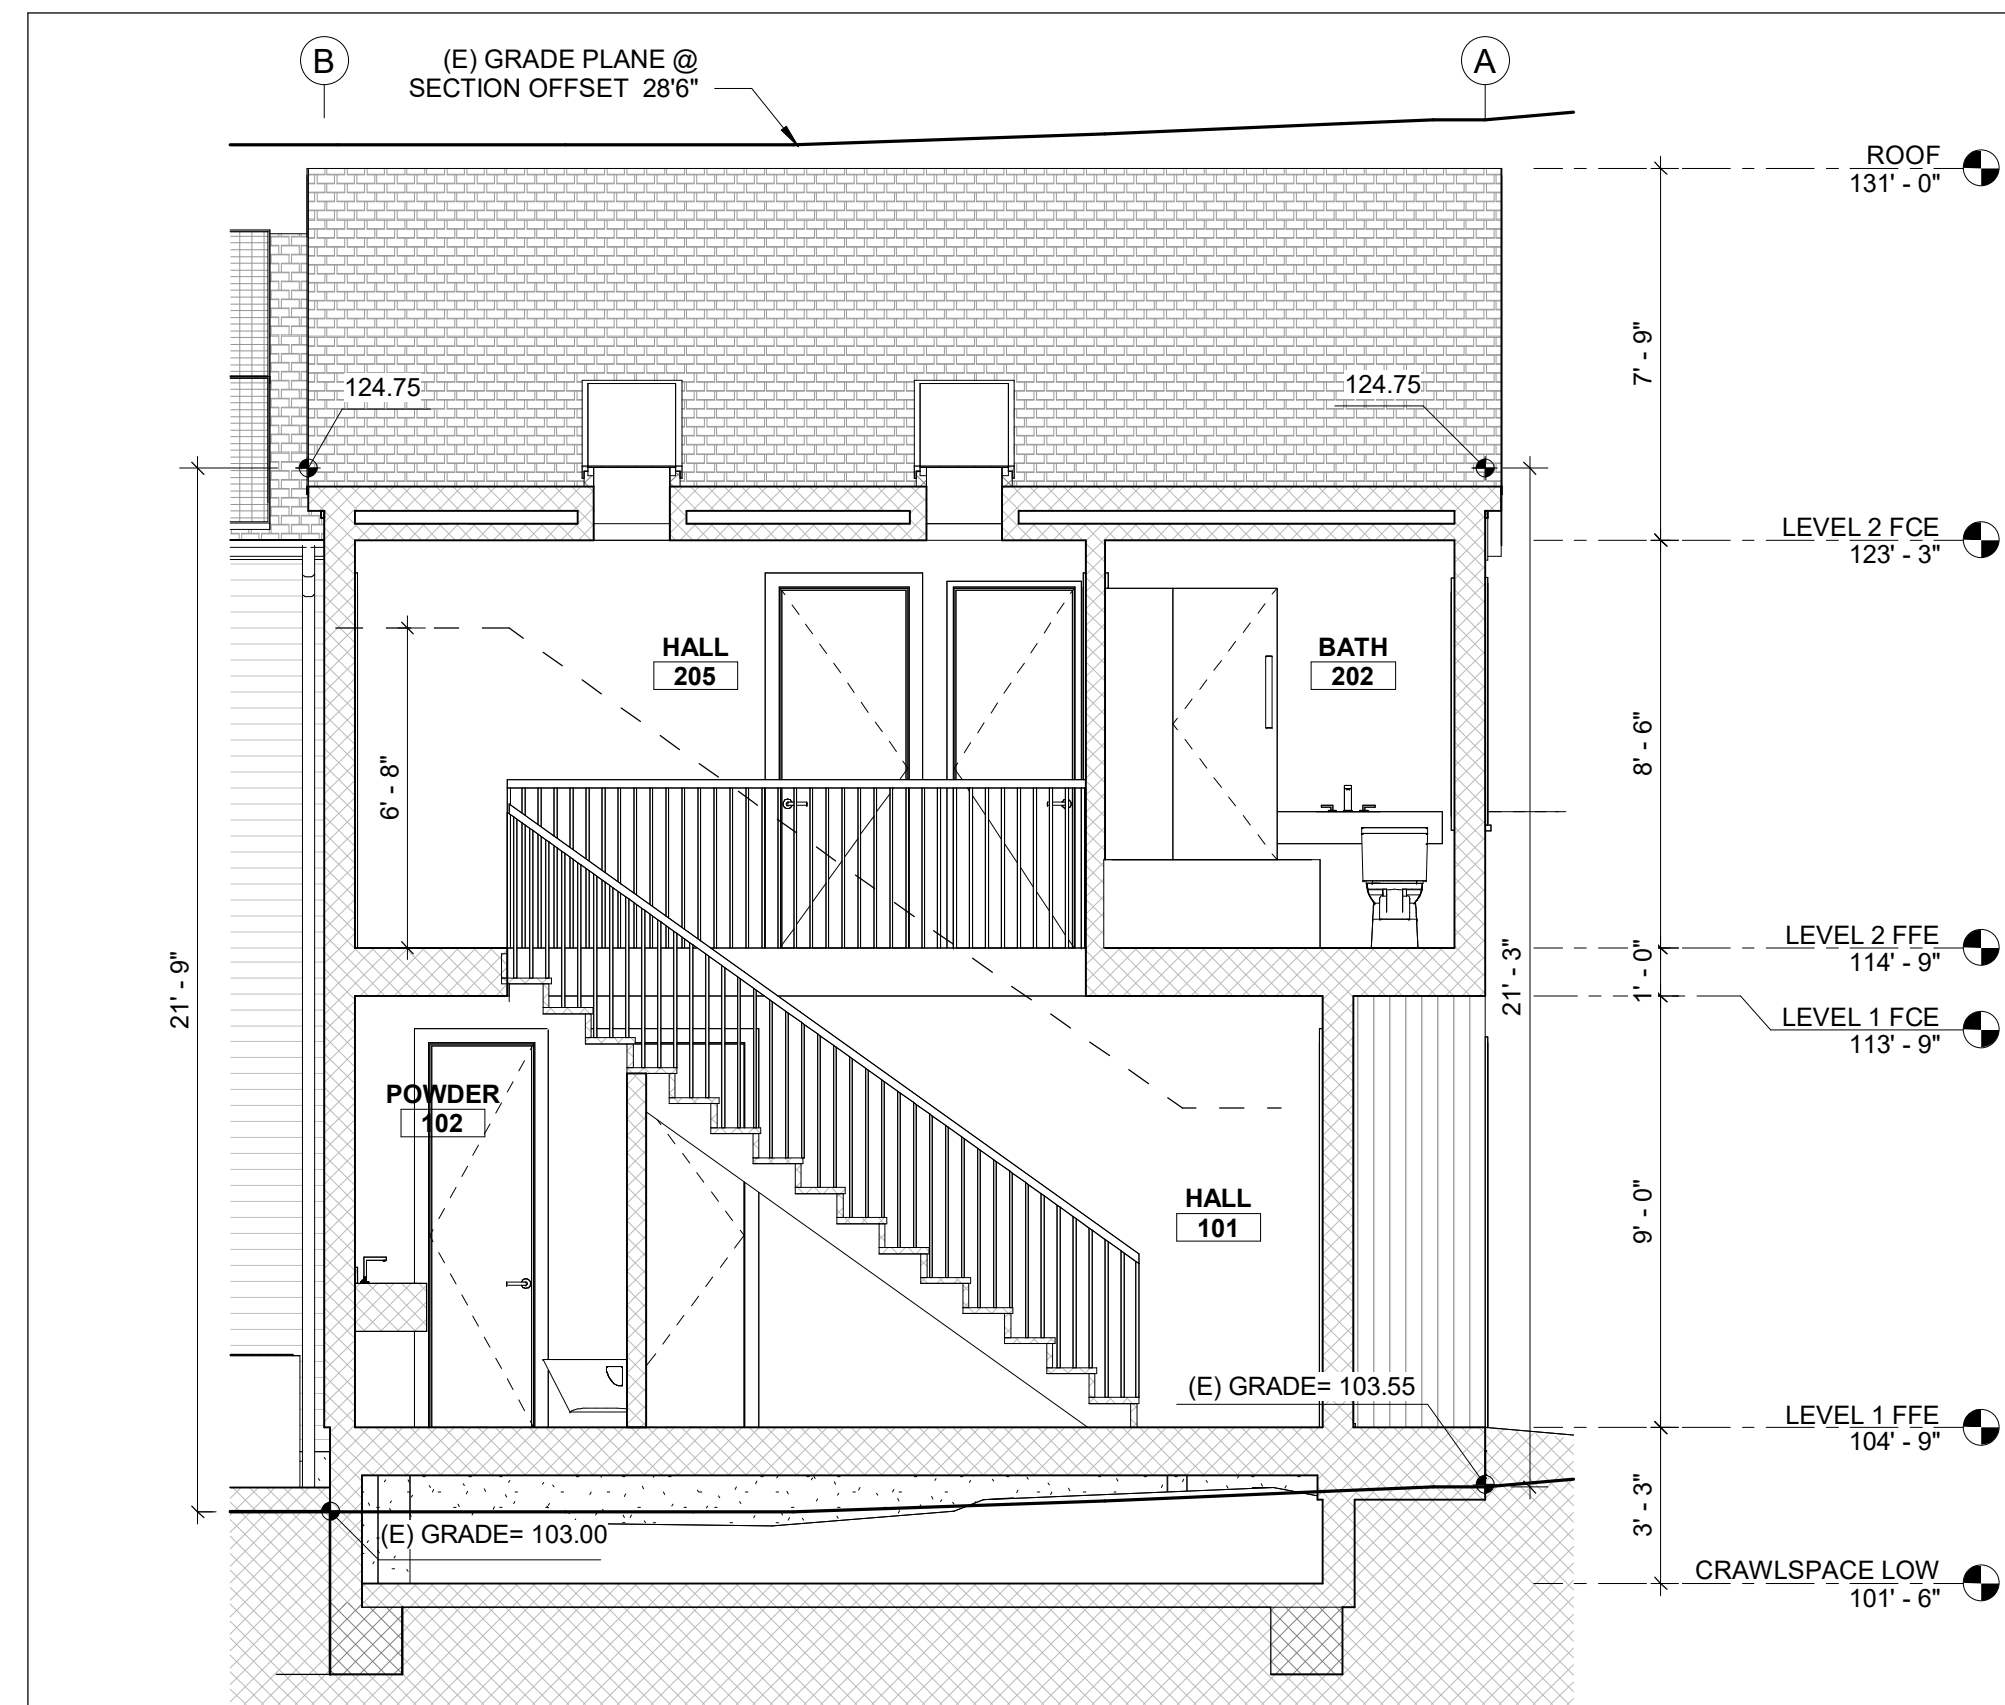 B
(E) GRADE PLANE @
SECTION OFFSET 28'6"
A
ROOF
131' - 0"
7' - 9"
124.75
124.75
LEVEL 2 FCE
123' - 3"
HALL
205
BATH
202
8' - 6"
6' - 8"
LEVEL 2 FFE
114' - 9"
21' - 9"
21' - 3"
1' - 0"
LEVEL 1 FCE
113' - 9"
POWDER
102
HALL
101
9' - 0"
(E) GRADE= 103.55
LEVEL 1 FFE
104' - 9"
3' - 3"
(E) GRADE= 103.00
CRAWLSPACE LOW
101' - 6"